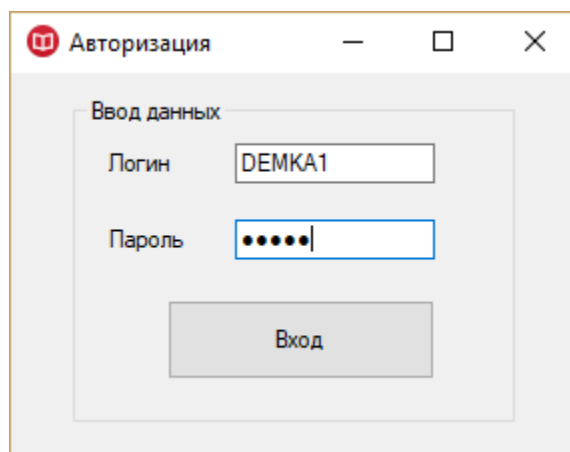 Авторизация
Ввод данных
Логин DEMKA1
Пароль •••••
Вход